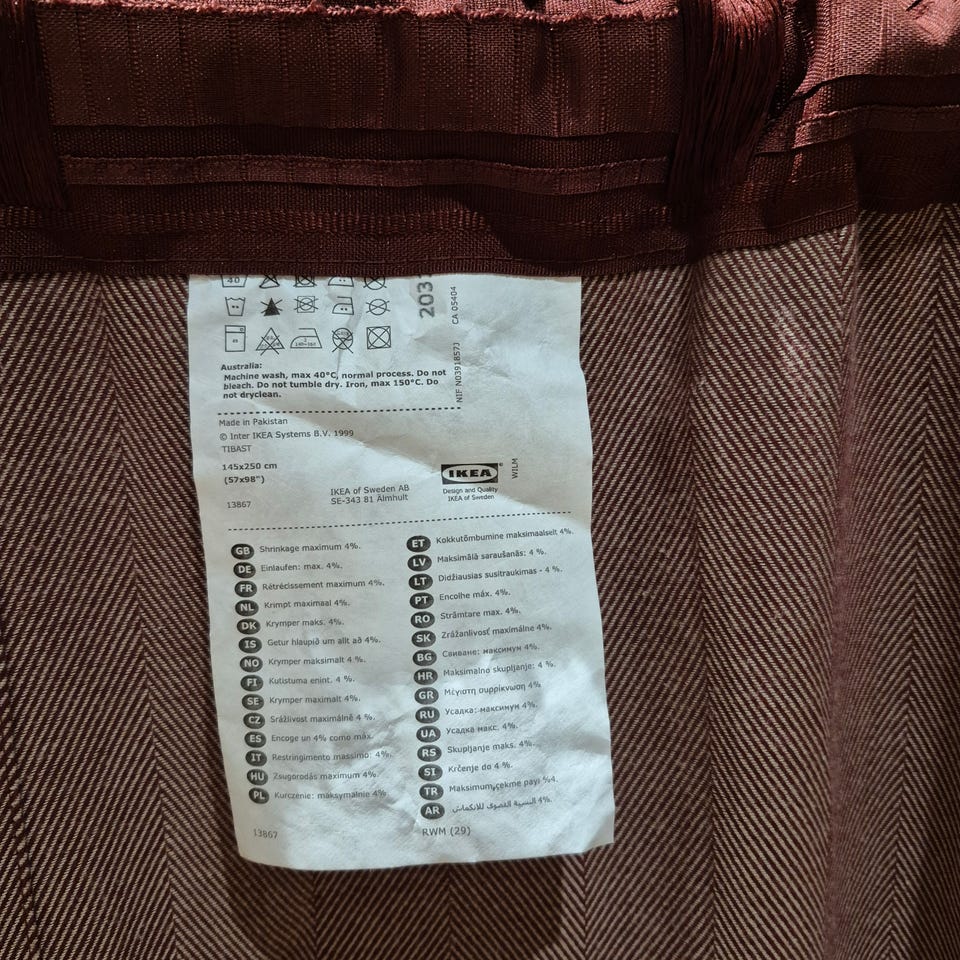 40
203
CA 05404
NIF N0391857J
Australia:
Machine wash, max 40°C, normal process. Do not
bleach. Do not tumble dry. Iron, max 150°C. Do
not dryclean.
Made in Pakistan
© Inter IKEA Systems B.V. 1999
TIBAST
145x250 cm
(57x98")
13867
IKEA of Sweden AB
SE-343 81 Älmhult
IKEA®
Design and Quality
IKEA of Sweden
WILM
GB Shrinkage maximum 4%.
DE Einlaufen: max. 4%.
FR Rétrécissement maximum 4%.
NL Krimpt maximaal 4%.
DK Krymper maks. 4%.
IS Getur hlaupið um allt að 4%.
NO Krymper maksimalt 4 %.
FI Kutistuma enint. 4 %.
SE Krymper maximalt 4%.
CZ Srážlivost maximálně 4 %.
ES Encoge un 4% como máx.
IT Restringimento massimo: 4%.
HU Zsugorodás maximum 4%.
PL Kurczenie: maksymalnie 4%.
ET Kokkutõmbumine maksimaalselt 4%.
LV Maksimālā saraušanās: 4 %.
LT Didžiausias susitraukimas - 4 %.
PT Encolhe máx. 4%.
RO Strâmtare max. 4%.
SK Zrážanlivosť maximálne 4%.
BG Свиване: максимум 4%.
HR Maksimalno skupljanje: 4 %.
GR Μέγιστη συρρίκνωση 4%
RU Усадка: максимум 4%.
UA Усадка макс. 4%.
RS Skupljanje maks. 4%.
SI Krčenje do 4 %.
TR Maksimum çekme payı %4.
AR النسبة القصوى للانكماش 4%.
13867
RWM (29)